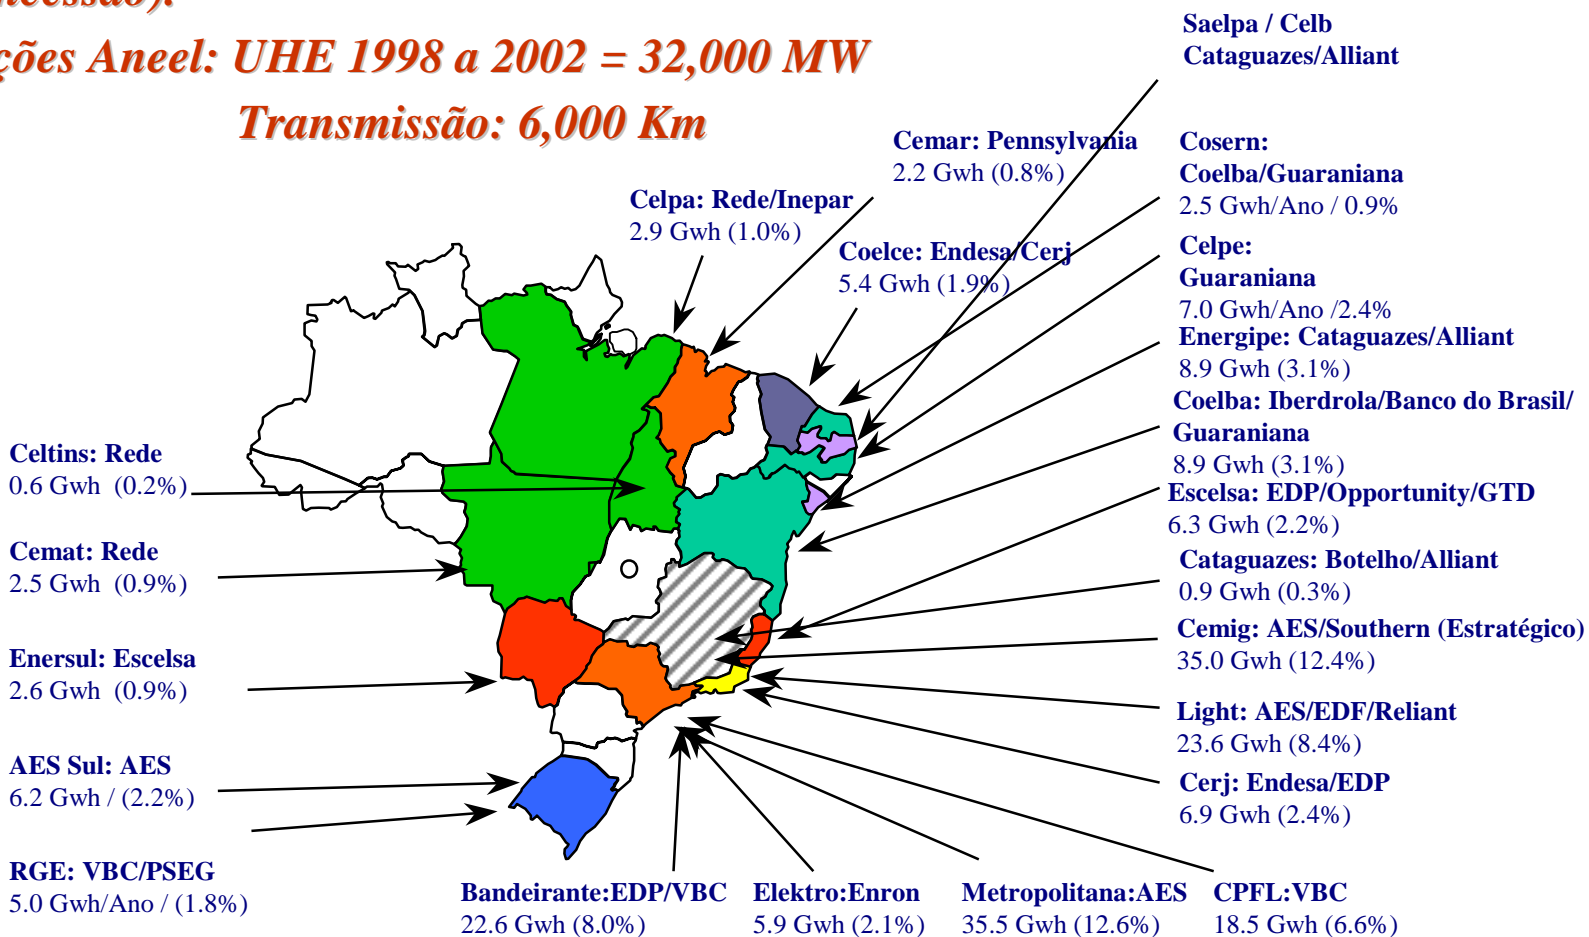 ções Aneel: UHE 1998 a 2002 = 32,000 MW
Transmissão: 6,000 Km
Saelpa / Celb
Cataguazes/Alliant
Cemar: Pennsylvania
2.2 Gwh (0.8%)
Cosern:
Coelba/Guaraniana
2.5 Gwh/Ano / 0.9%
Celpa: Rede/Inepar
2.9 Gwh (1.0%)
Coelce: Endesa/Cerj
5.4 Gwh (1.9%)
Celpe:
Guaraniana
7.0 Gwh/Ano /2.4%
Energipe: Cataguazes/Alliant
8.9 Gwh (3.1%)
Coelba: Iberdrola/Banco do Brasil/
Guaraniana
8.9 Gwh (3.1%)
Celtins: Rede
0.6 Gwh (0.2%)
Escelsa: EDP/Opportunity/GTD
6.3 Gwh (2.2%)
Cemat: Rede
2.5 Gwh (0.9%)
Cataguazes: Botelho/Alliant
0.9 Gwh (0.3%)
Cemig: AES/Southern (Estratégico)
35.0 Gwh (12.4%)
Enersul: Escelsa
2.6 Gwh (0.9%)
Light: AES/EDF/Reliant
23.6 Gwh (8.4%)
AES Sul: AES
6.2 Gwh / (2.2%)
Cerj: Endesa/EDP
6.9 Gwh (2.4%)
RGE: VBC/PSEG
5.0 Gwh/Ano / (1.8%)
Bandeirante:EDP/VBC
22.6 Gwh (8.0%)
Elektro:Enron
5.9 Gwh (2.1%)
Metropolitana:AES
35.5 Gwh (12.6%)
CPFL:VBC
18.5 Gwh (6.6%)